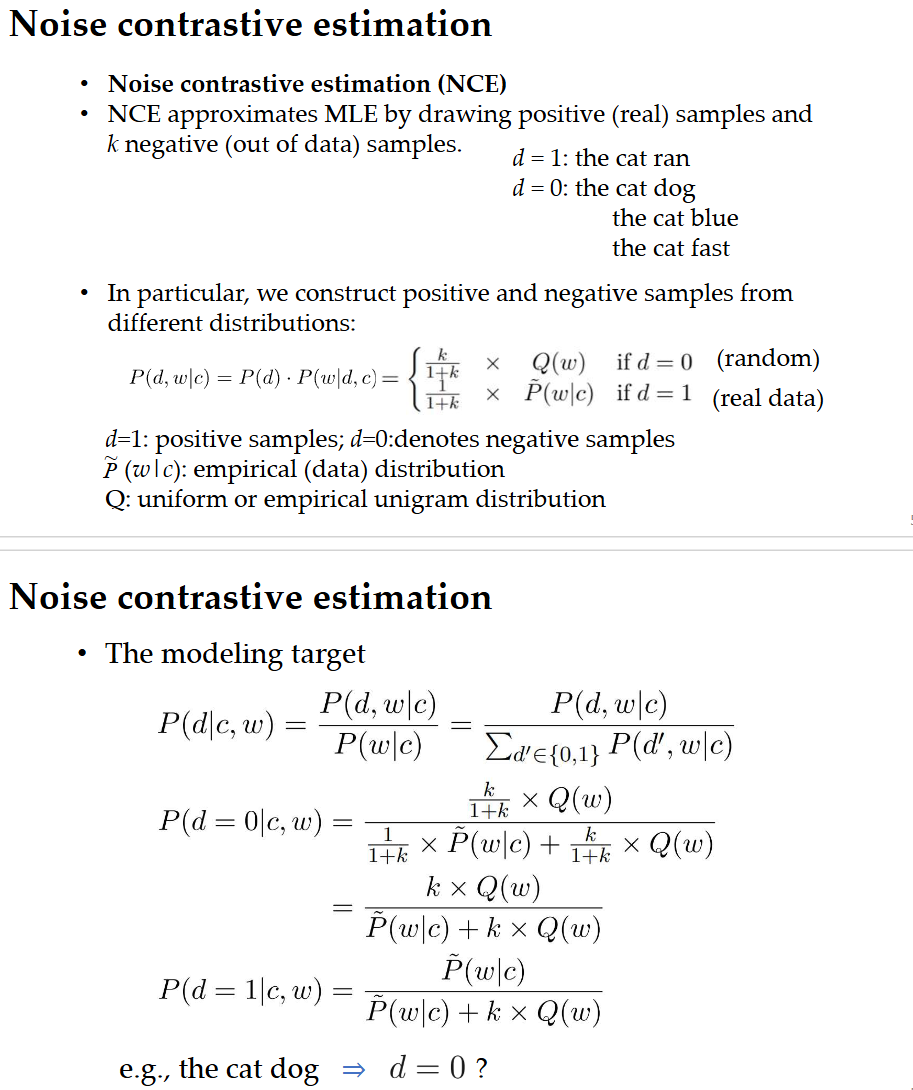 Noise contrastive estimation
• Noise contrastive estimation (NCE)
• NCE approximates MLE by drawing positive (real) samples and
k negative (out of data) samples.
d = 1: the cat ran
d = 0: the cat dog
the cat blue
the cat fast
• In particular, we construct positive and negative samples from
different distributions:
P(d, w|c) = P(d) · P(w|d, c) = { k/1+k × Q(w) if d = 0 (random)
1/1+k × P̃(w|c) if d = 1 (real data)
d=1: positive samples; d=0:denotes negative samples
P̃ (w|c): empirical (data) distribution
Q: uniform or empirical unigram distribution
Noise contrastive estimation
• The modeling target
P(d|c, w) = P(d, w|c) / P(w|c) = P(d, w|c) / ∑d′∈{0,1} P(d′, w|c)
P(d = 0|c, w) = k/1+k × Q(w) / 1/1+k × P̃(w|c) + k/1+k × Q(w)
= k × Q(w) / P̃(w|c) + k × Q(w)
P(d = 1|c, w) = P̃(w|c) / P̃(w|c) + k × Q(w)
e.g., the cat dog ⇒ d = 0 ?